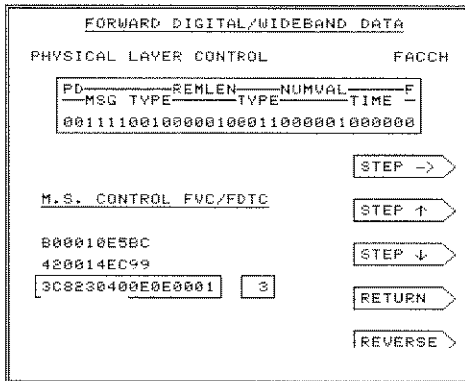 FORWARD DIGITAL/WIDEBAND DATA
PHYSICAL LAYER CONTROL FACCH
PD REMLEN NUMVAL F
MSG TYPE TYPE TIME
00111100100000100011000001000000
STEP ->
M.S. CONTROL FVC/FDTC
STEP ↑
B00010E5BC
STEP ↓
420014EC99
3C8230400E0E0001 3
RETURN
REVERSE